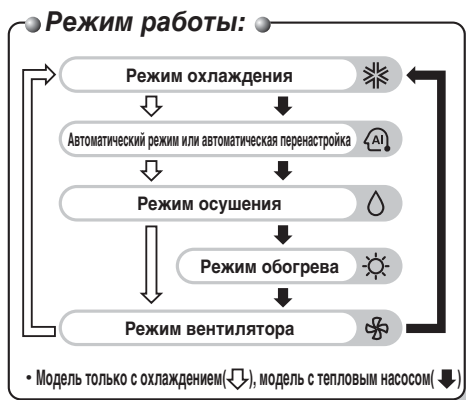 Режим работы:
Режим охлаждения
Автоматический режим или автоматическая перенастройка
AI
Режим осушения
Режим обогрева
Режим вентилятора
• Модель только с охлаждением(⇩), модель с тепловым насосом(⬇)